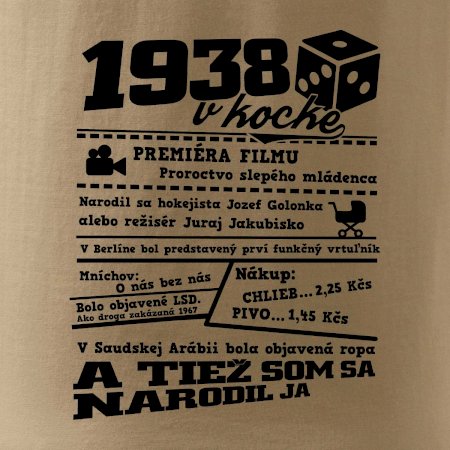 1938
v kocke
PREMIÉRA FILMU
Proroctvo slepého mládenca
Narodil sa hokejista Jozef Golonka
alebo režisér Juraj Jakubisko
V Berlíne bol predstavený prví funkčný vrtuľník
Mníchov:
O nás bez nás
Bolo objavené LSD.
Ako droga zakázaná 1967
Nákup:
CHLIEB... 2,25 Kčs
PIVO... 1,45 Kčs
V Saudskej Arábii bola objavená ropa
A TIEŽ SOM SA
NARODIL JA